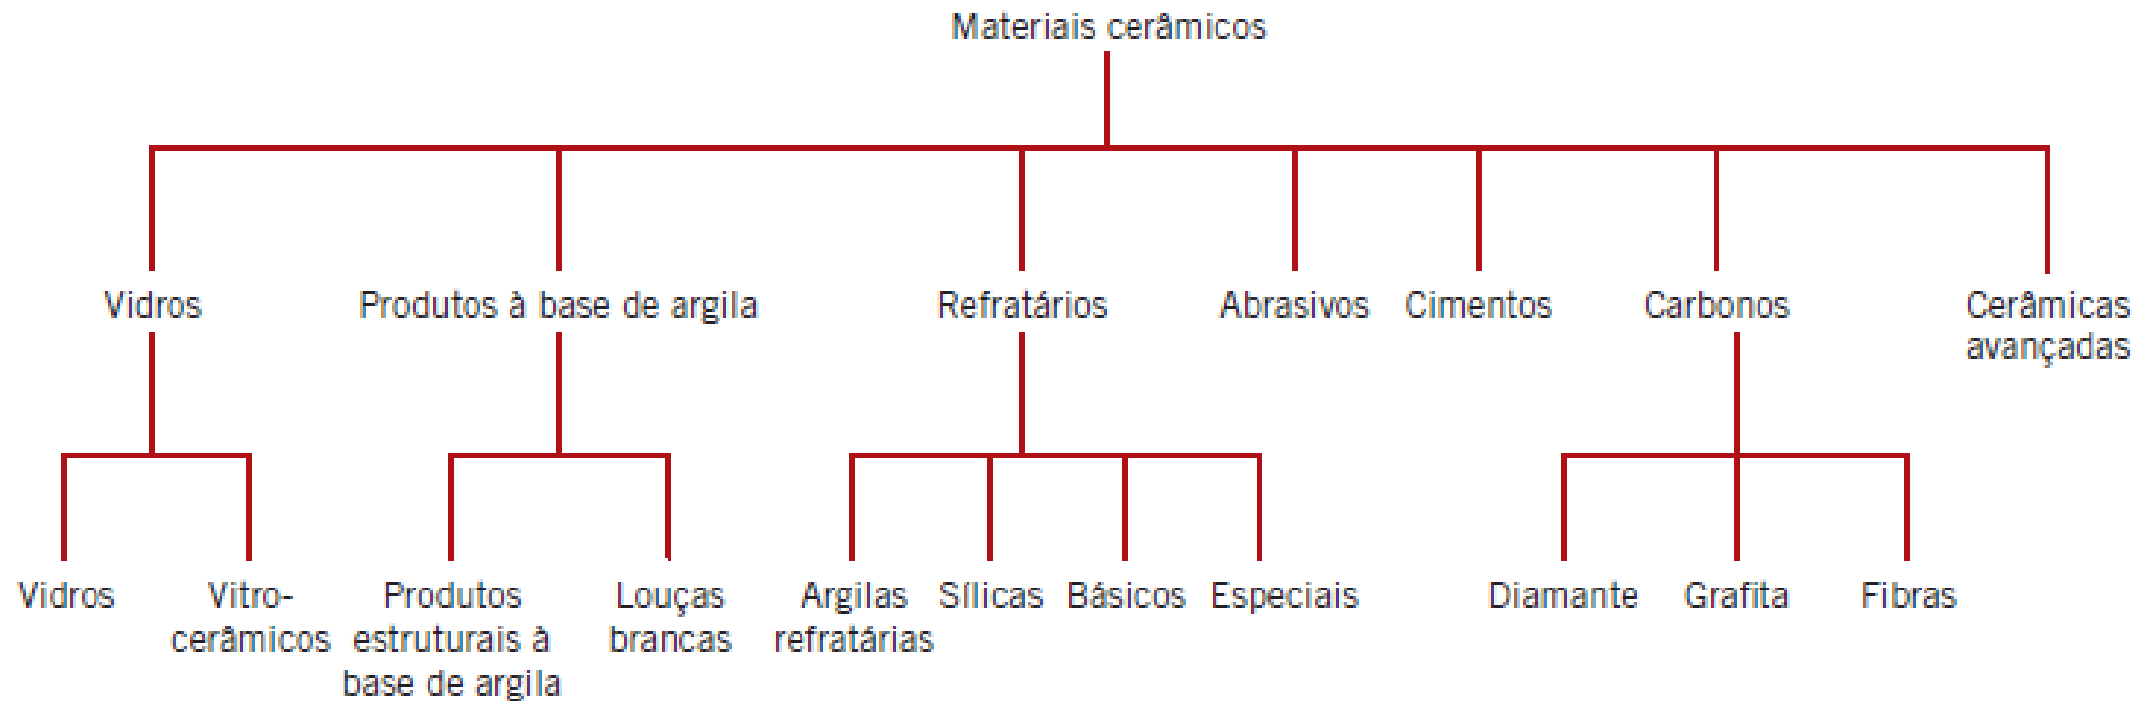 Materiais cerâmicos
Vidros
Produtos à base de argila
Refratários
Abrasivos
Cimentos
Carbonos
Cerâmicas
avançadas
Vidros
Vitro-
cerâmicos
Produtos
estruturais à
base de argila
Louças
brancas
Argilas
refratárias
Sílicas
Básicos
Especiais
Diamante
Grafita
Fibras